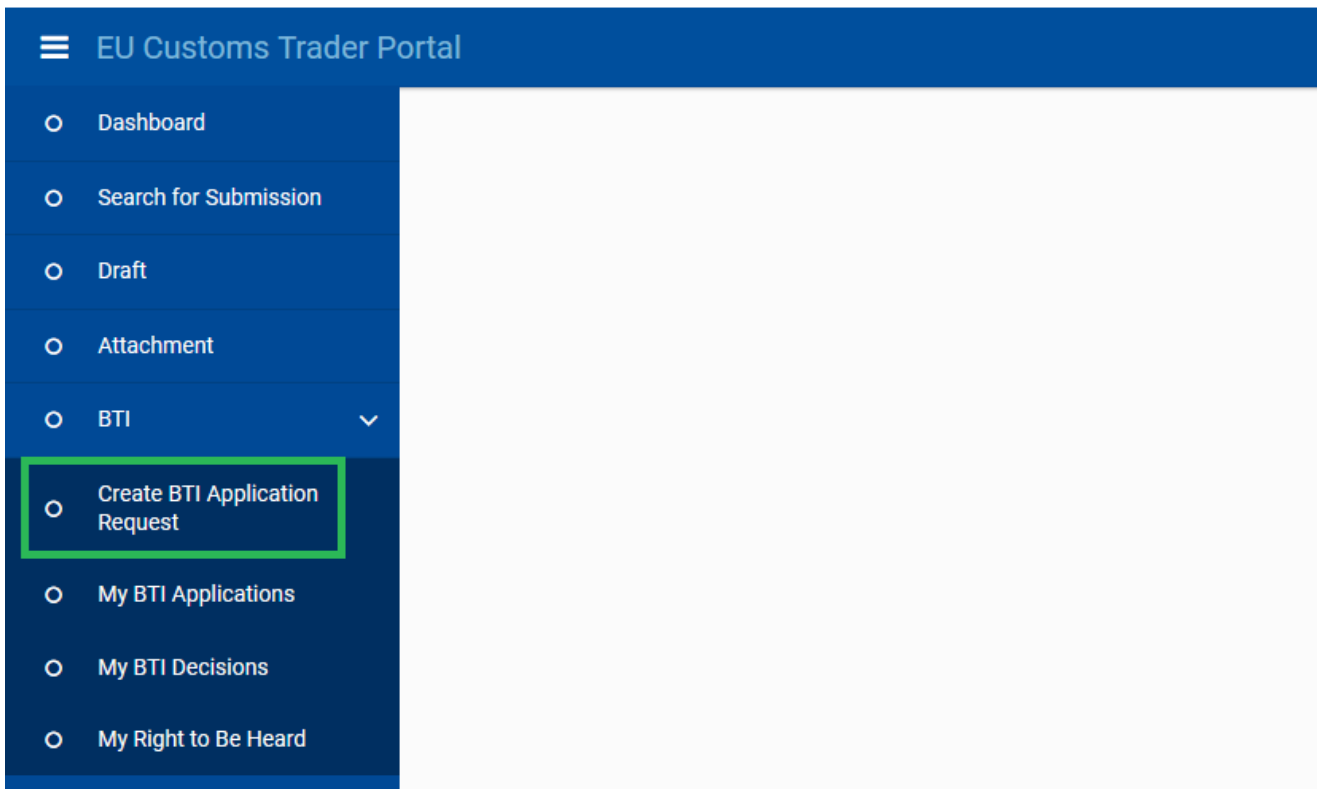 EU Customs Trader Portal
Dashboard
Search for Submission
Draft
Attachment
BTI
Create BTI Application
Request
My BTI Applications
My BTI Decisions
My Right to Be Heard